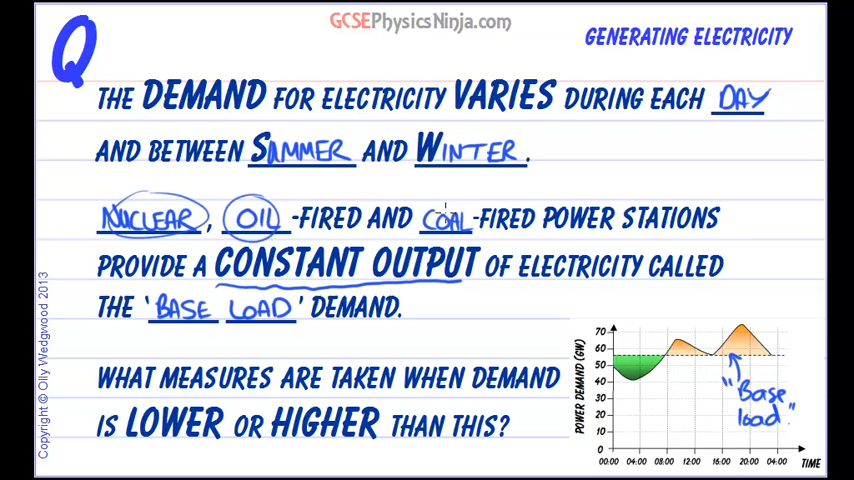 GCSEPhysicsNinja.com
Q
GENERATING ELECTRICITY
THE DEMAND FOR ELECTRICITY VARIES DURING EACH DAY
AND BETWEEN SUMMER AND WINTER.
NUCLEAR, OIL-FIRED AND COAL-FIRED POWER STATIONS
PROVIDE A CONSTANT OUTPUT OF ELECTRICITY CALLED
THE 'BASE LOAD' DEMAND.
WHAT MEASURES ARE TAKEN WHEN DEMAND
IS LOWER OR HIGHER THAN THIS?
Copyright © Olly Wedgwood 2013
POWER DEMAND (GW)
70
60
50
40
30
20
10
0
"Base
load"
00.00 04.00 08.00 12.00 16.00 20.00 04.00
TIME